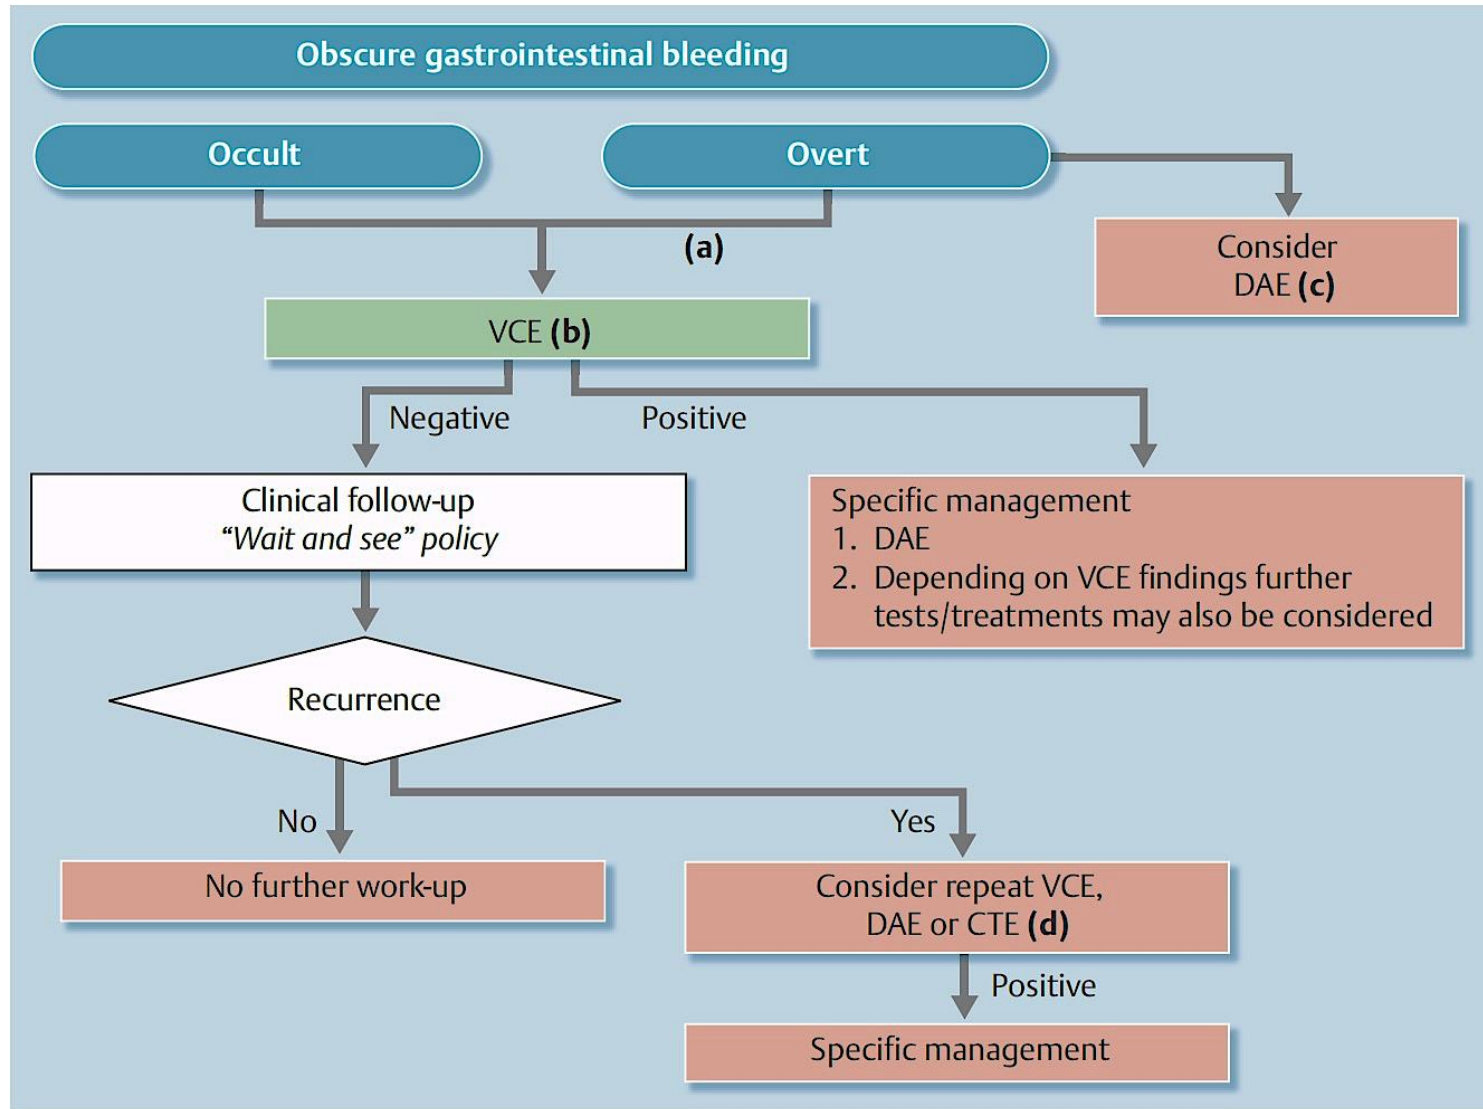 Obscure gastrointestinal bleeding
Occult
Overt
(a)
Consider
DAE (c)
VCE (b)
Negative
Positive
Clinical follow-up
“Wait and see” policy
Specific management
1. DAE
2. Depending on VCE findings further
tests/treatments may also be considered
Recurrence
No
Yes
No further work-up
Consider repeat VCE,
DAE or CTE (d)
Positive
Specific management